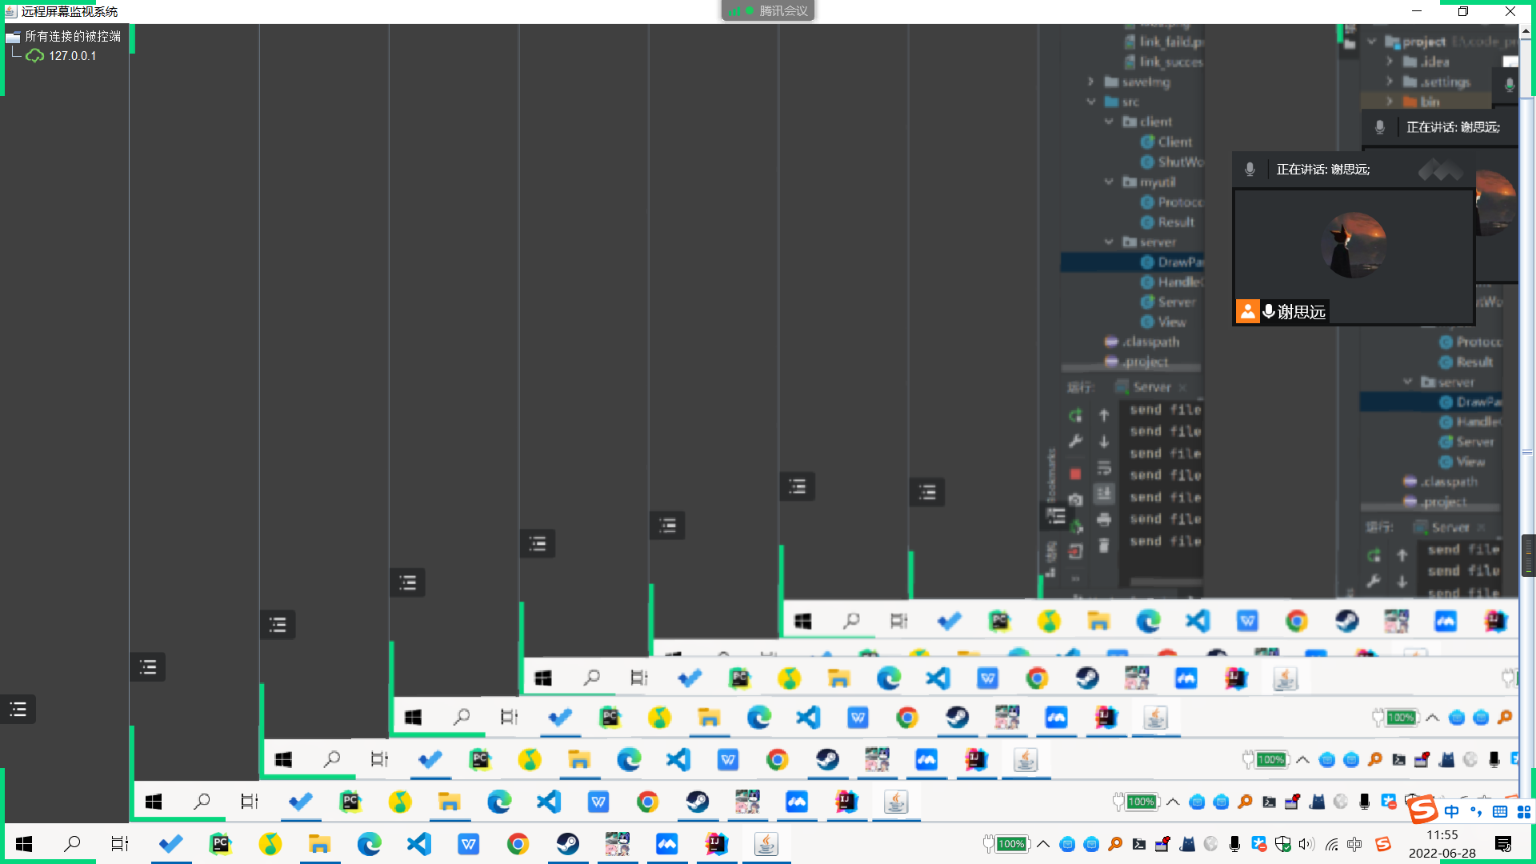 远程屏幕监视系统
腾讯会议
所有连接的被控端
127.0.0.1
link_faild.p
link_succes
saveImg
src
client
Client
ShutWo
myutil
Protoco
Result
server
DrawPa
Handle
Server
View
.classpath
.project
运行:
Server
send file
send file
send file
send file
send file
send file
send file
Bookmarks
结构
project
.idea
.settings
bin
正在讲话: 谢思远;
正在讲话: 谢思远;
谢思远
Protoco
Result
server
DrawPa
Handle
Server
View
.classpath
.project
运行:
Server
send file
send file
send file
100%
100%
100%
100%
中
11:55
2022-06-28